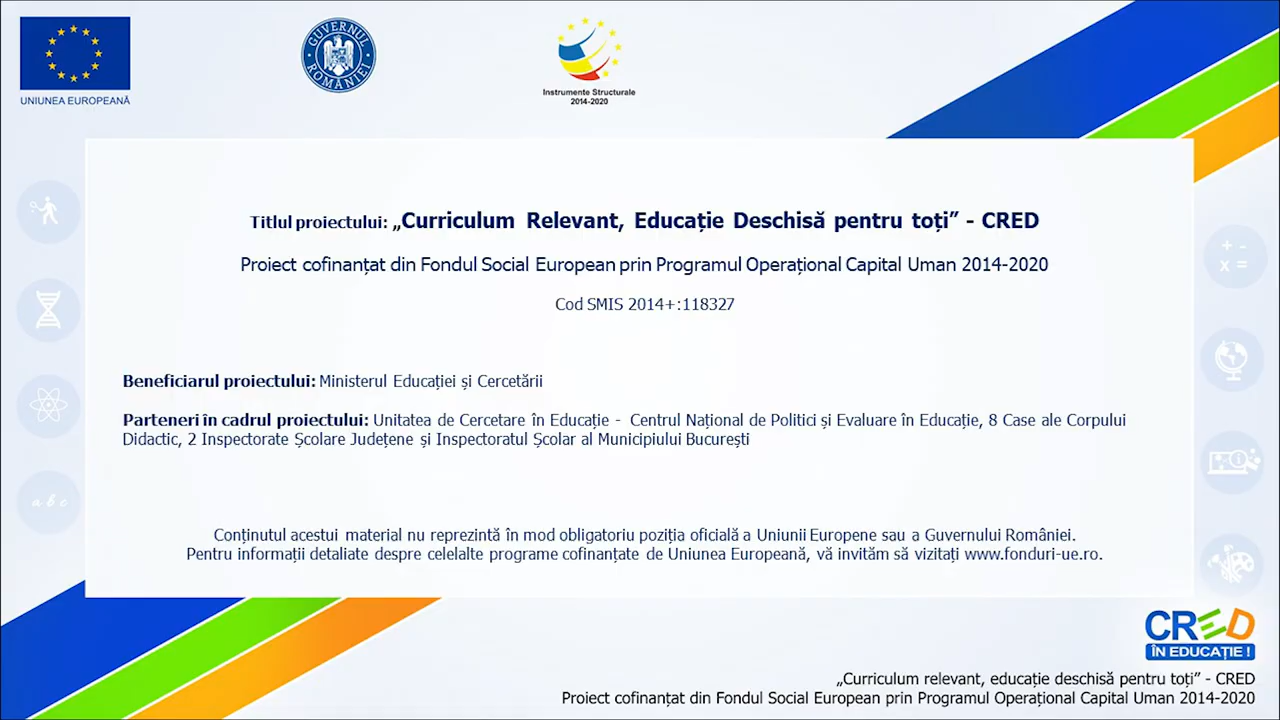 UNIUNEA EUROPEANĂ
GUVERNUL ROMÂNIEI
Instrumente Structurale
2014-2020
Titlul proiectului: „Curriculum Relevant, Educație Deschisă pentru toți” - CRED
Proiect cofinanțat din Fondul Social European prin Programul Operațional Capital Uman 2014-2020
Cod SMIS 2014+:118327
Beneficiarul proiectului: Ministerul Educației și Cercetării
Parteneri în cadrul proiectului: Unitatea de Cercetare în Educație - Centrul Național de Politici și Evaluare în Educație, 8 Case ale Corpului
Didactic, 2 Inspectorate Școlare Județene și Inspectoratul Școlar al Municipiului București
a b c
+ -
x =
Conținutul acestui material nu reprezintă în mod obligatoriu poziția oficială a Uniunii Europene sau a Guvernului României.
Pentru informații detaliate despre celelalte programe cofinanțate de Uniunea Europeană, vă invităm să vizitați www.fonduri-ue.ro.
CRED
ÎN EDUCAȚIE !
„Curriculum relevant, educație deschisă pentru toți” - CRED
Proiect cofinanțat din Fondul Social European prin Programul Operațional Capital Uman 2014-2020